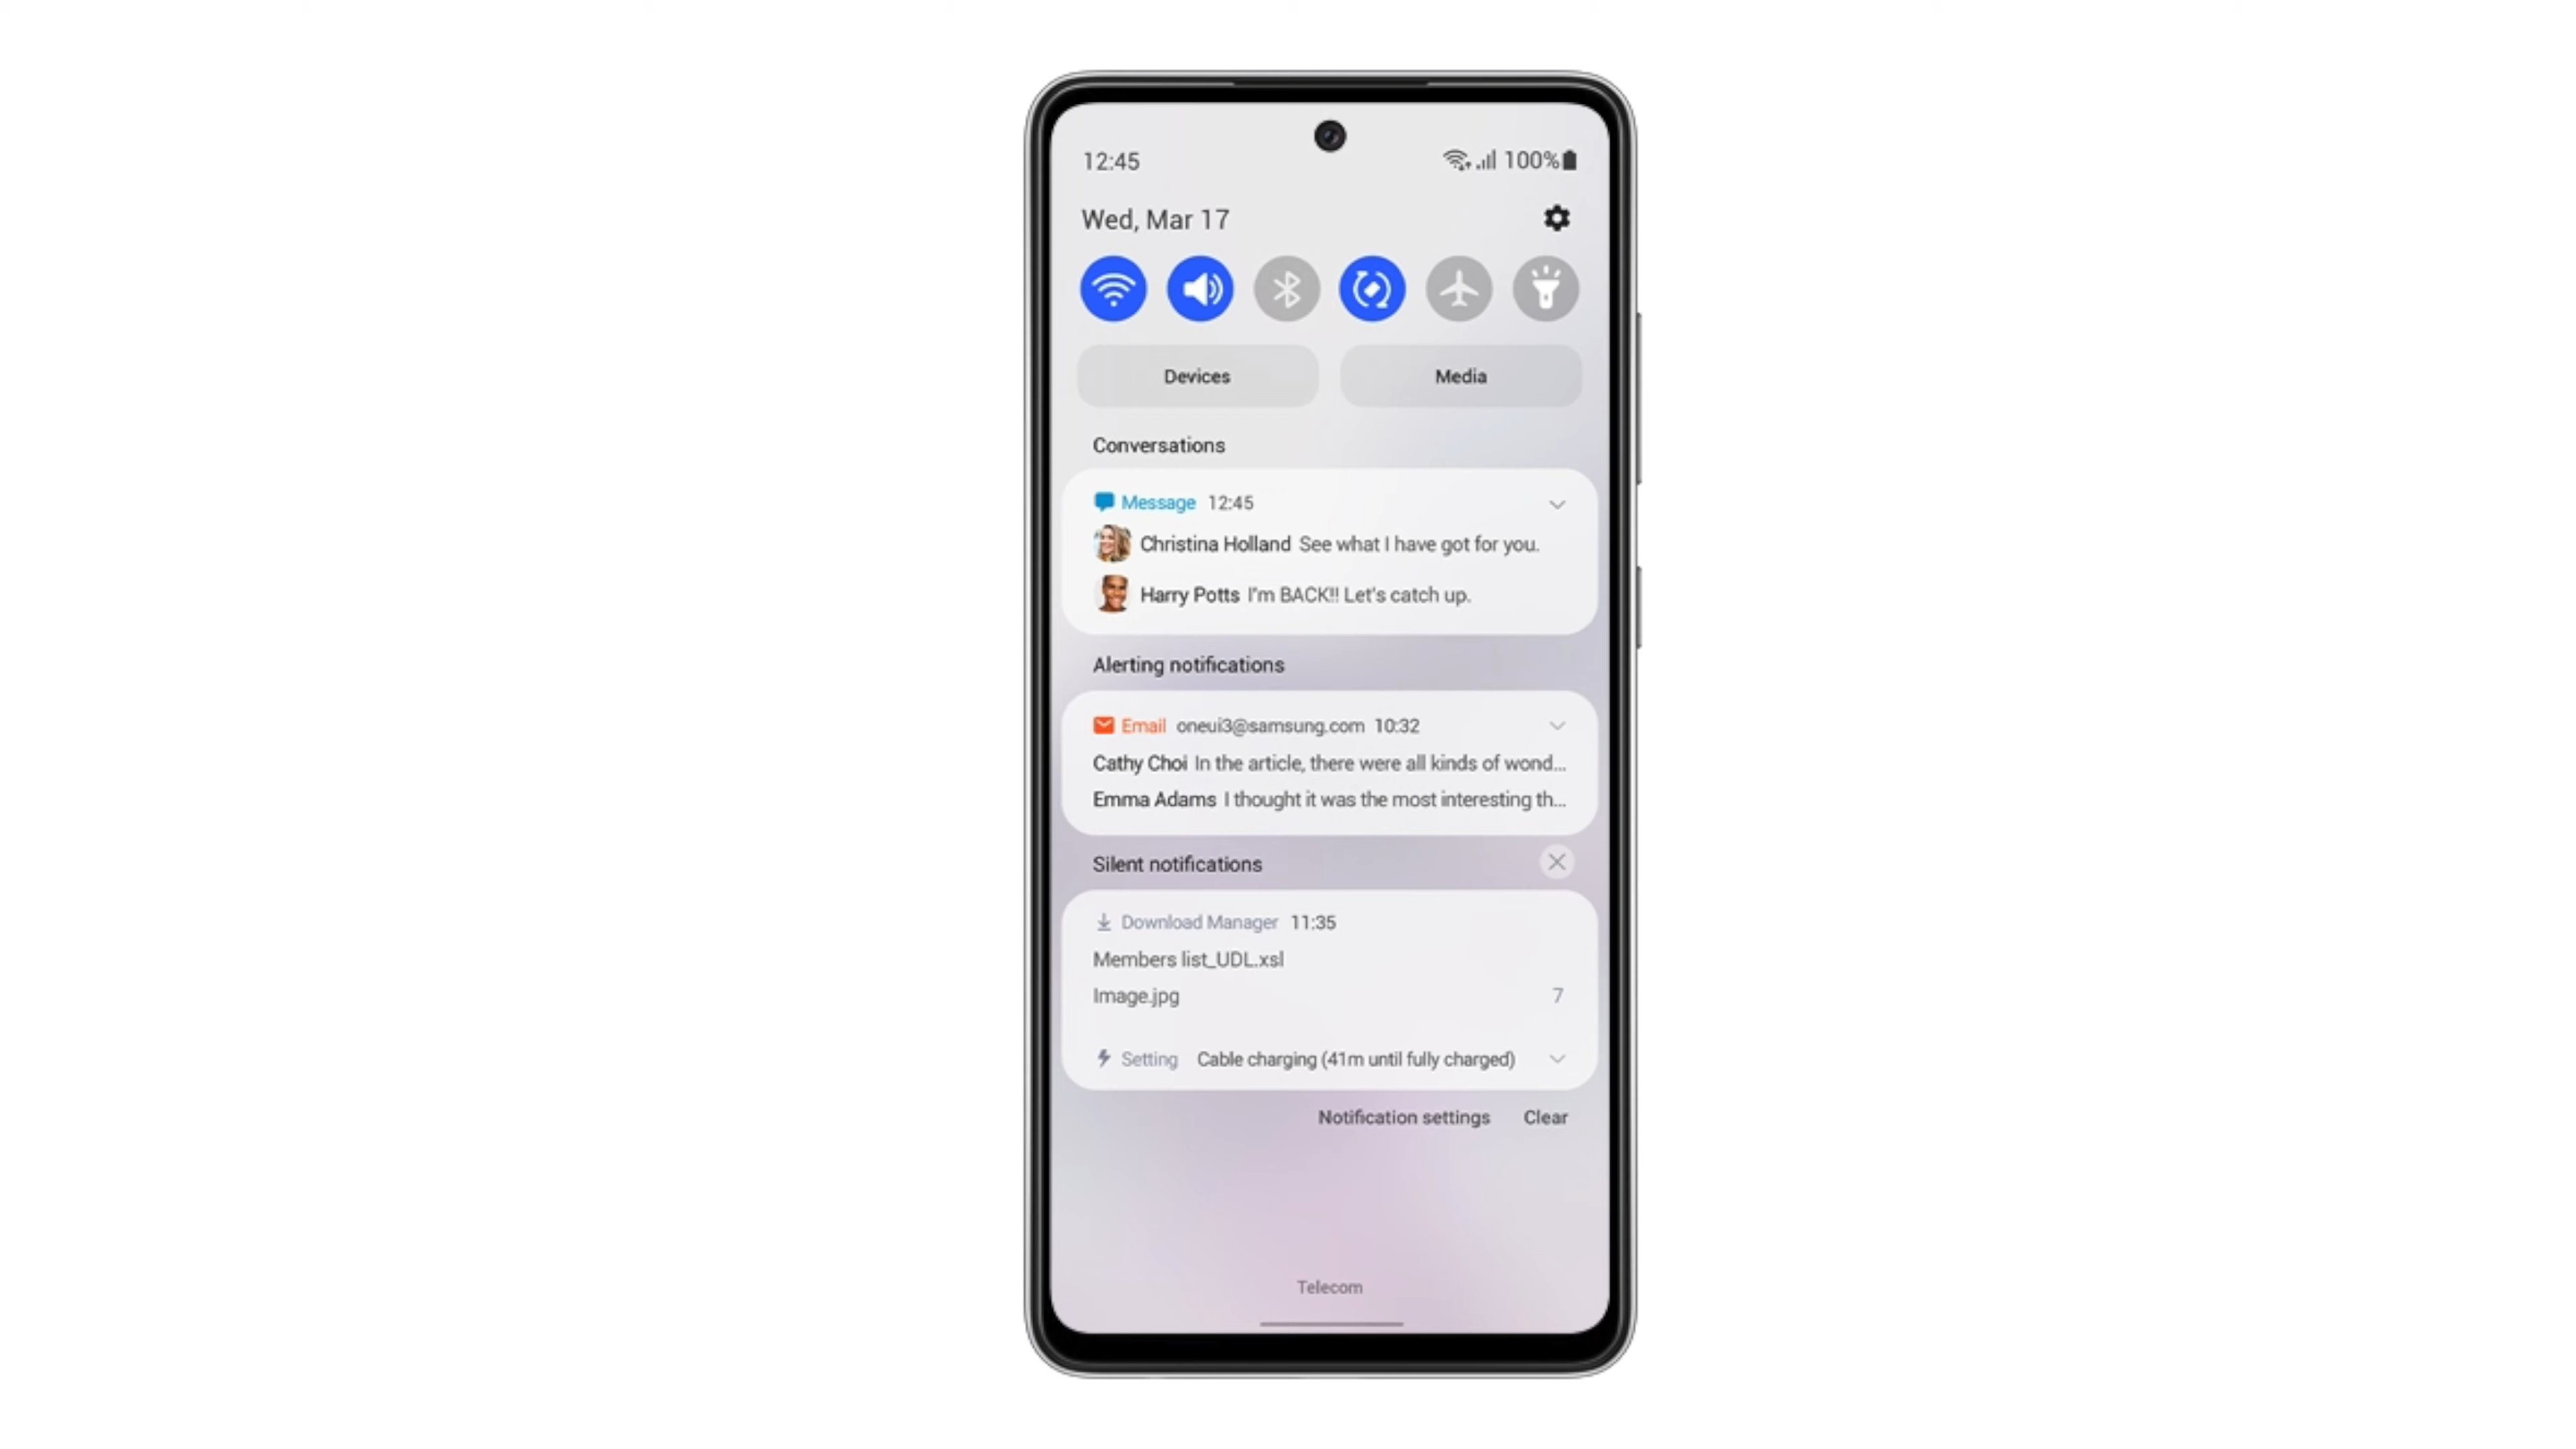 12:45
100%
Wed, Mar 17
Devices Media
Conversations
Message 12:45
Christina Holland See what I have got for you.
Harry Potts I'm BACK!! Let's catch up.
Alerting notifications
Email oneui3@samsung.com 10:32
Cathy Choi In the article, there were all kinds of wond...
Emma Adams I thought it was the most interesting th...
Silent notifications
Download Manager 11:35
Members list_UDL.xsl
Image.jpg 7
Setting Cable charging (41m until fully charged)
Notification settings Clear
Telecom